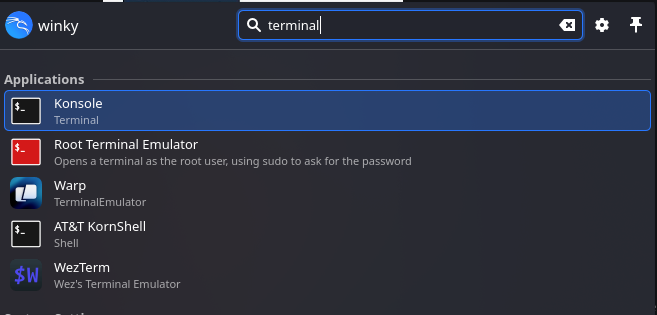 winky
terminal
Applications
$_
Konsole
Terminal
$_
Root Terminal Emulator
Opens a terminal as the root user, using sudo to ask for the password
Warp
TerminalEmulator
$_
AT&T KornShell
Shell
$W
WezTerm
Wez's Terminal Emulator